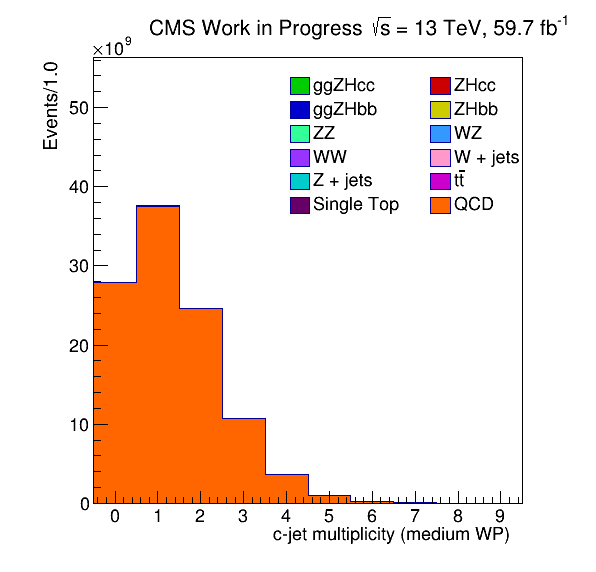 CMS Work in Progress √s = 13 TeV, 59.7 fb⁻¹
×10⁹
Events/1.0
50
40
30
20
10
0
ggZHcc ZHcc
ggZHbb ZHbb
ZZ WZ
WW W + jets
Z + jets tt̄
Single Top QCD
0 1 2 3 4 5 6 7 8 9
c-jet multiplicity (medium WP)